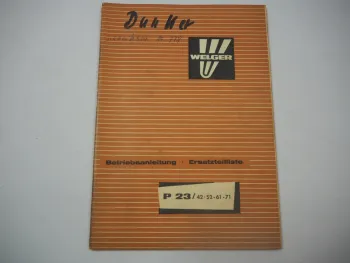 Dunker
WELGER
Betriebsanleitung · Ersatzteilliste
P 23/43-53-61-71